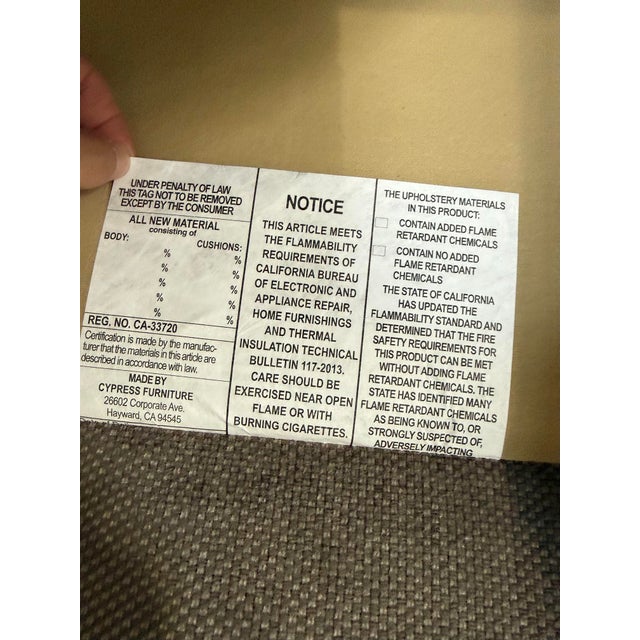 UNDER PENALTY OF LAW
THIS TAG NOT TO BE REMOVED
EXCEPT BY THE CONSUMER
ALL NEW MATERIAL
consisting of
BODY: CUSHIONS:
% %
% %
% %
% %
% %
REG. NO. CA-33720
Certification is made by the manufac-
turer that the materials in this article are
described in accordance with law.
MADE BY
CYPRESS FURNITURE
26602 Corporate Ave.
Hayward, CA 94545
NOTICE
THIS ARTICLE MEETS
THE FLAMMABILITY
REQUIREMENTS OF
CALIFORNIA BUREAU
OF ELECTRONIC AND
APPLIANCE REPAIR,
HOME FURNISHINGS
AND THERMAL
INSULATION TECHNICAL
BULLETIN 117-2013.
CARE SHOULD BE
EXERCISED NEAR OPEN
FLAME OR WITH
BURNING CIGARETTES.
THE UPHOLSTERY MATERIALS
IN THIS PRODUCT:
CONTAIN ADDED FLAME
RETARDANT CHEMICALS
CONTAIN NO ADDED
FLAME RETARDANT
CHEMICALS
THE STATE OF CALIFORNIA
HAS UPDATED THE
FLAMMABILITY STANDARD AND
DETERMINED THAT THE FIRE
SAFETY REQUIREMENTS FOR
THIS PRODUCT CAN BE MET
WITHOUT ADDING FLAME
RETARDANT CHEMICALS. THE
STATE HAS IDENTIFIED MANY
FLAME RETARDANT CHEMICALS
AS BEING KNOWN TO, OR
STRONGLY SUSPECTED OF,
ADVERSELY IMPACTING